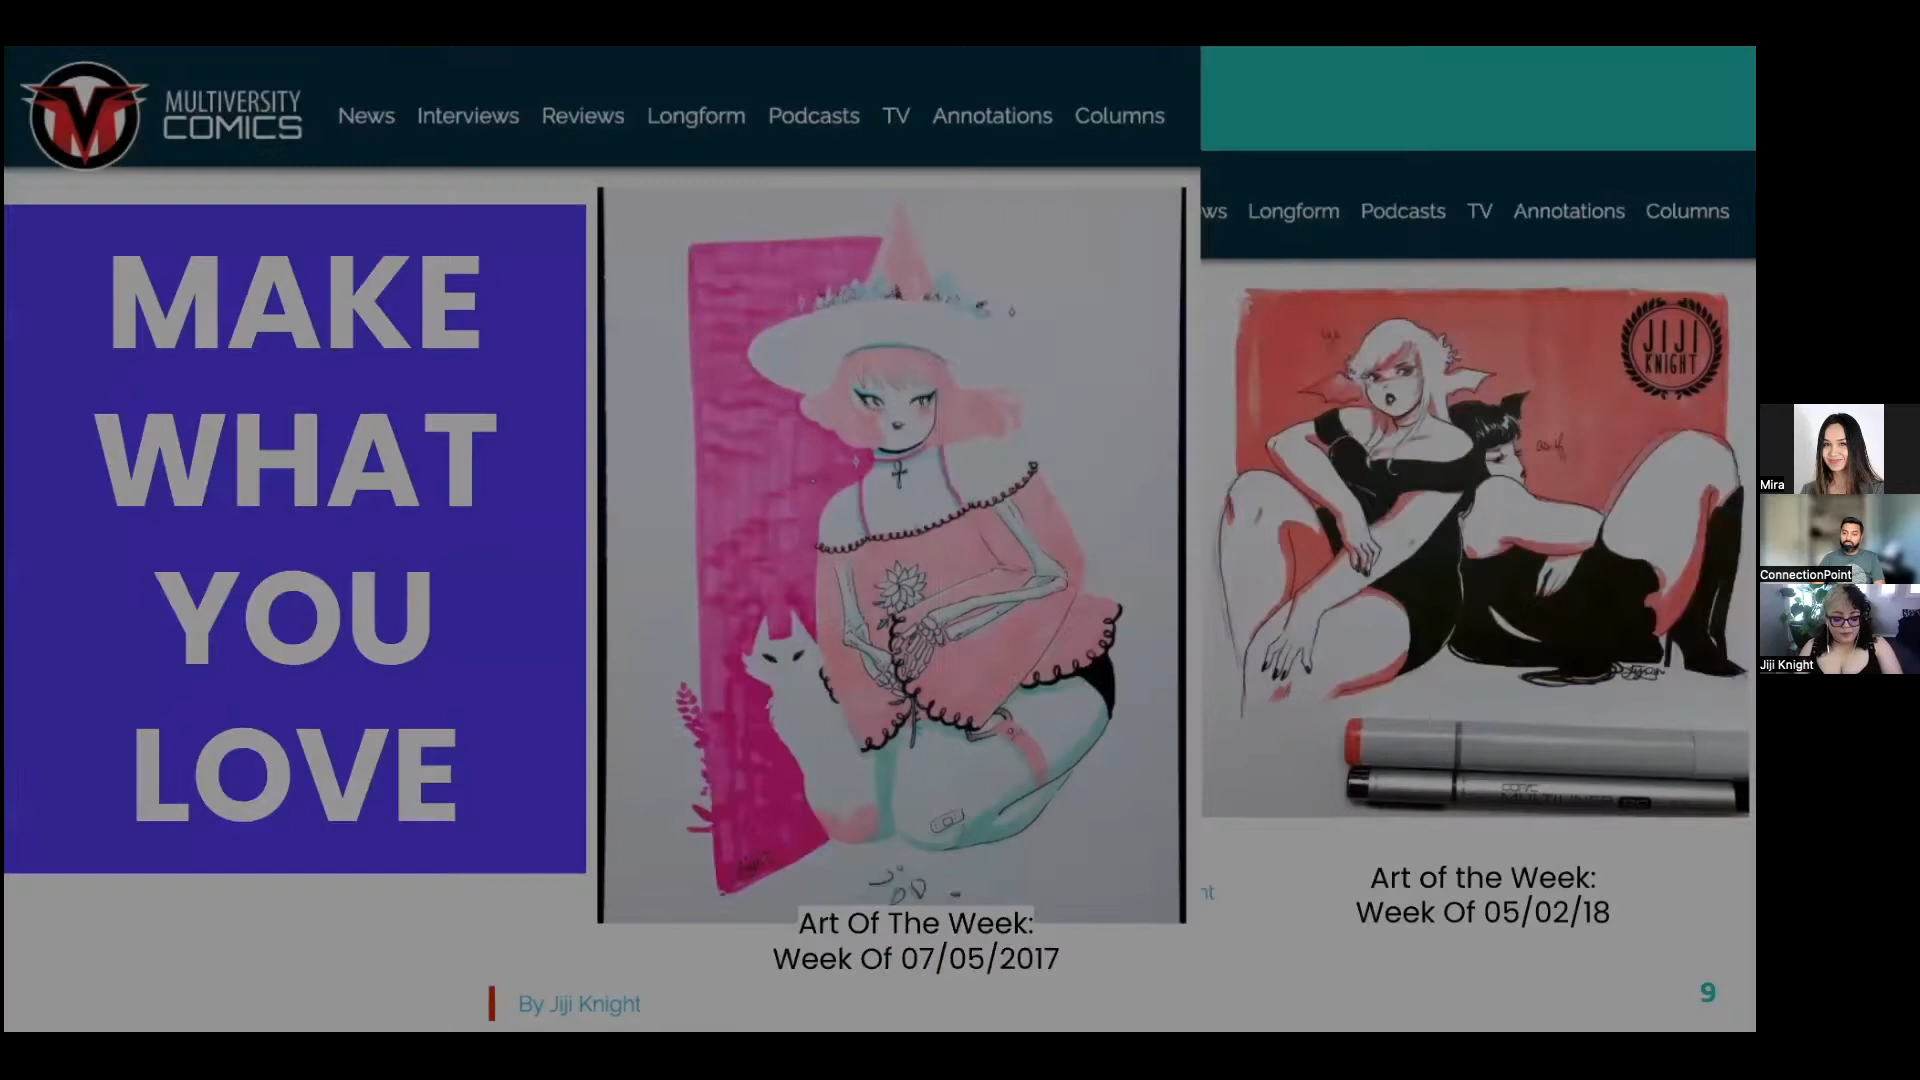 MULTIVERSITY
COMICS
News Interviews Reviews Longform Podcasts TV Annotations Columns
ws Longform Podcasts TV Annotations Columns
MAKE
WHAT
YOU
LOVE
JIJI
KNIGHT
Art Of The Week:
Week Of 07/05/2017
nt
Art of the Week:
Week Of 05/02/18
By Jiji Knight
9
Mira
ConnectionPoint
Jiji Knight